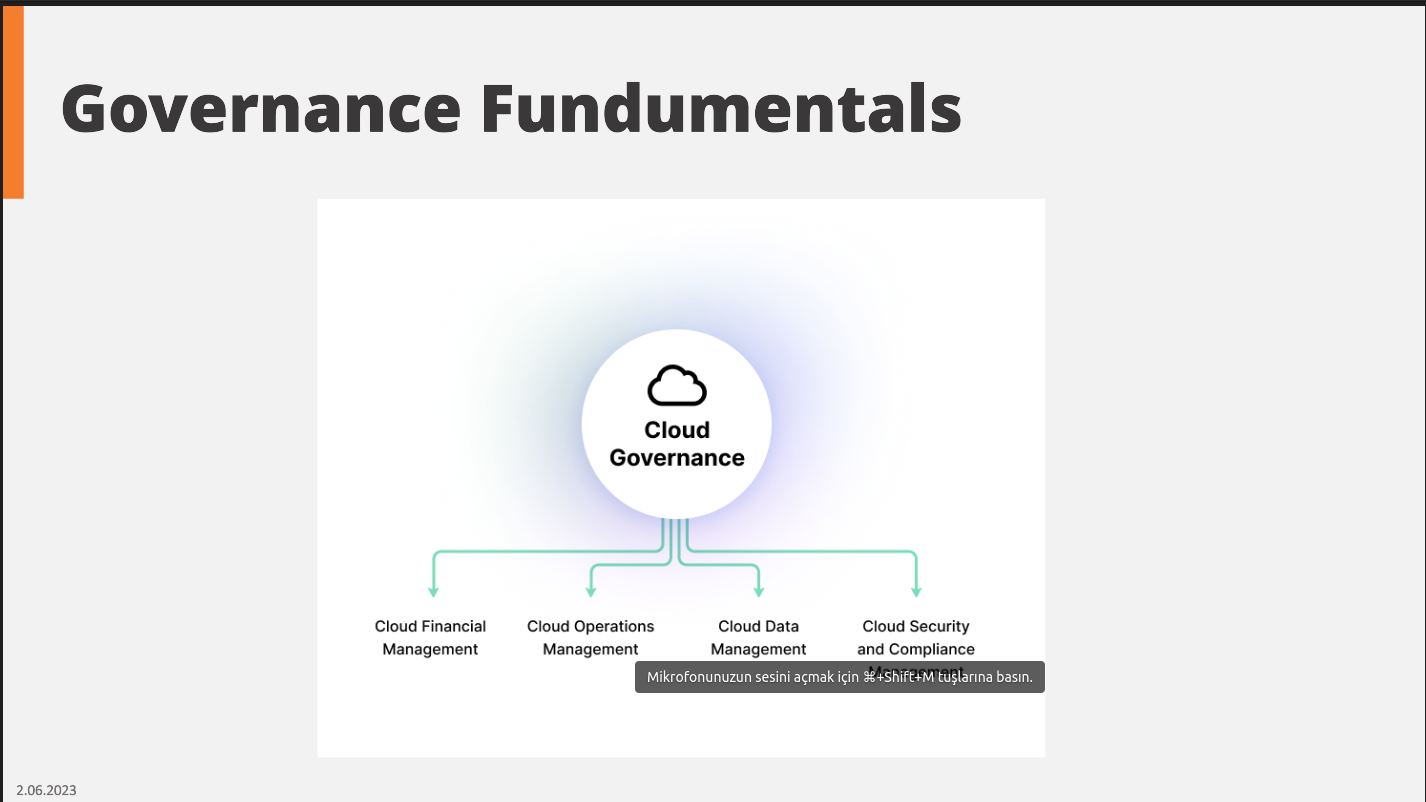 Governance Fundumentals
Cloud
Governance
Cloud Financial
Management
Cloud Operations
Management
Cloud Data
Management
Cloud Security
and Compliance
Management
Mikrofonunuzun sesini açmak için ⌘+Shift+M tuşlarına basın.
2.06.2023